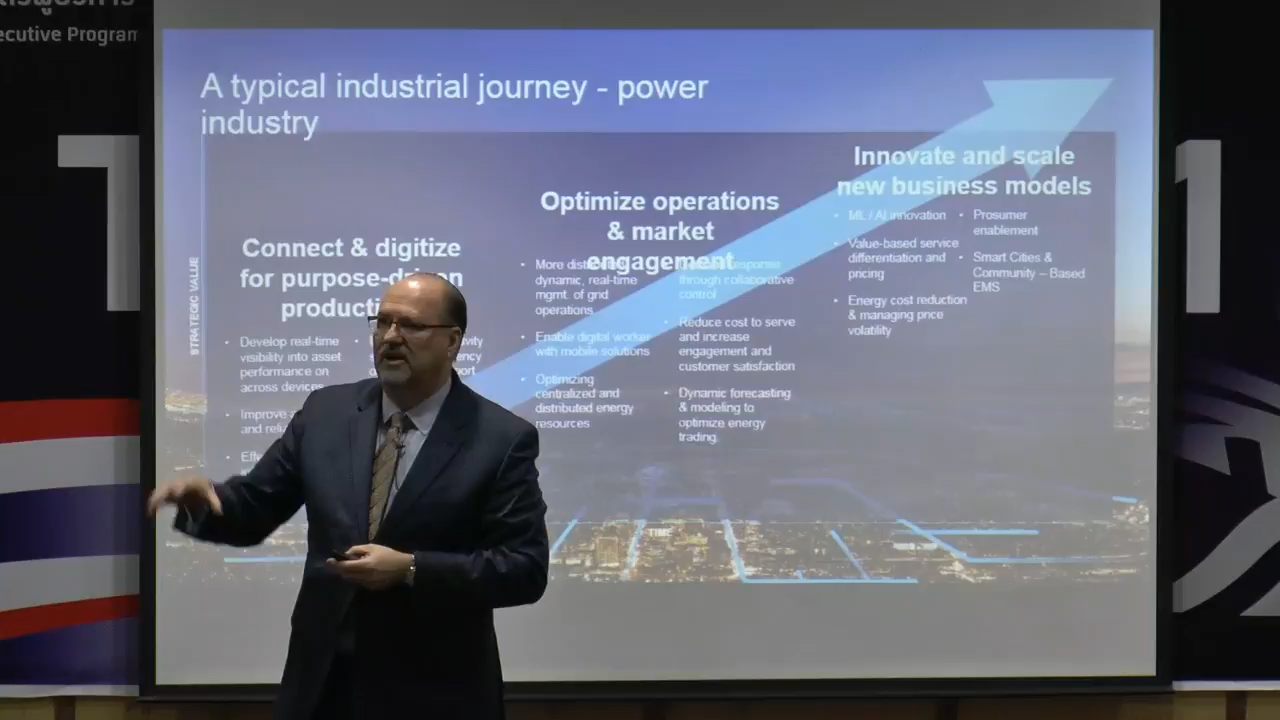 ecutive Program
A typical industrial journey - power
industry
STRATEGIC VALUE
Connect & digitize
for purpose-driven
• Develop real-time
visibility into asset
performance on
across devices
• Improve
Optimize operations
& market
engagement
• More distributed,
dynamic, real-time
mgmt. of grid
operations
• Enable digital worker
with mobile solutions
• Optimizing
centralized and
distributed energy
resources
response
through collaborative
control
• Reduce cost to serve
and increase
engagement and
customer satisfaction
• Dynamic forecasting
& modeling to
optimize energy
trading.
Innovate and scale
new business models
• ML / AI innovation
• Value-based service
differentiation and
pricing
• Energy cost reduction
& managing price
volatility
• Prosumer
enablement
• Smart Cities &
Community – Based
EMS
1